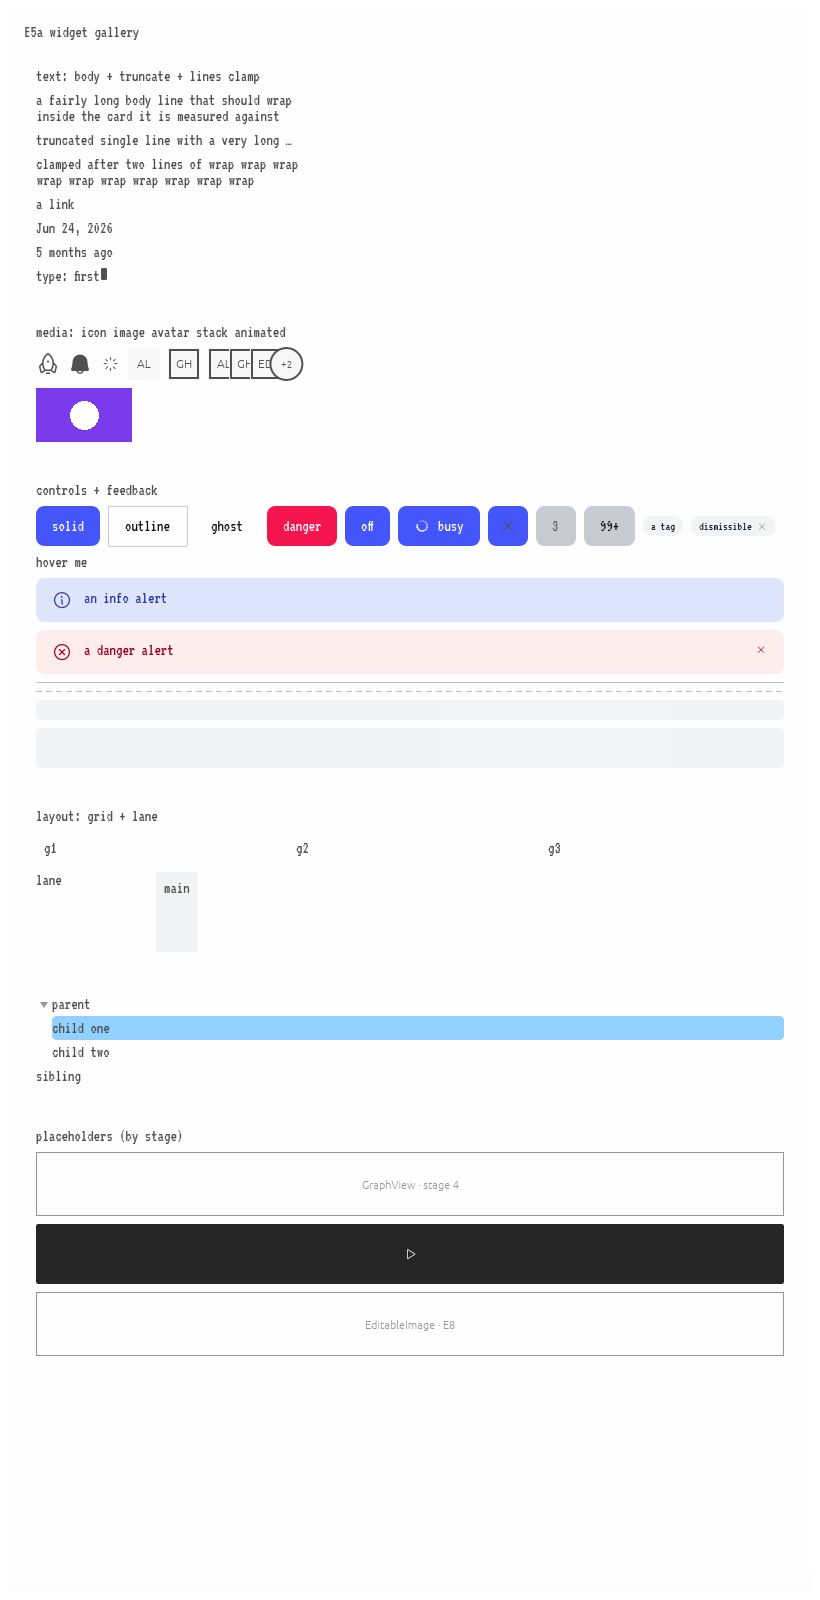 E5a widget gallery
text: body + truncate + lines clamp
a fairly long body line that should wrap
inside the card it is measured against
truncated single line with a very long …
clamped after two lines of wrap wrap wrap
wrap wrap wrap wrap wrap wrap wrap
a link
Jun 24, 2026
5 months ago
type: first
media: icon image avatar stack animated
AL GH AL GH ED +2
controls + feedback
solid outline ghost danger off busy 3 99+ a tag dismissible
hover me
an info alert
a danger alert
layout: grid + lane
g1 g2 g3
lane main
parent
child one
child two
sibling
placeholders (by stage)
GraphView · stage 4
EditableImage · E8